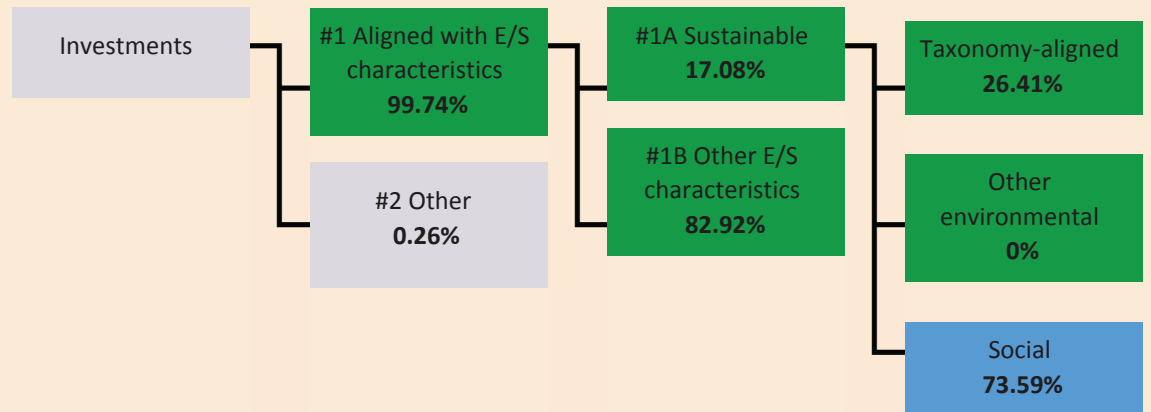 Investments
#1 Aligned with E/S
characteristics
99.74%
#2 Other
0.26%
#1A Sustainable
17.08%
#1B Other E/S
characteristics
82.92%
Taxonomy-aligned
26.41%
Other
environmental
0%
Social
73.59%